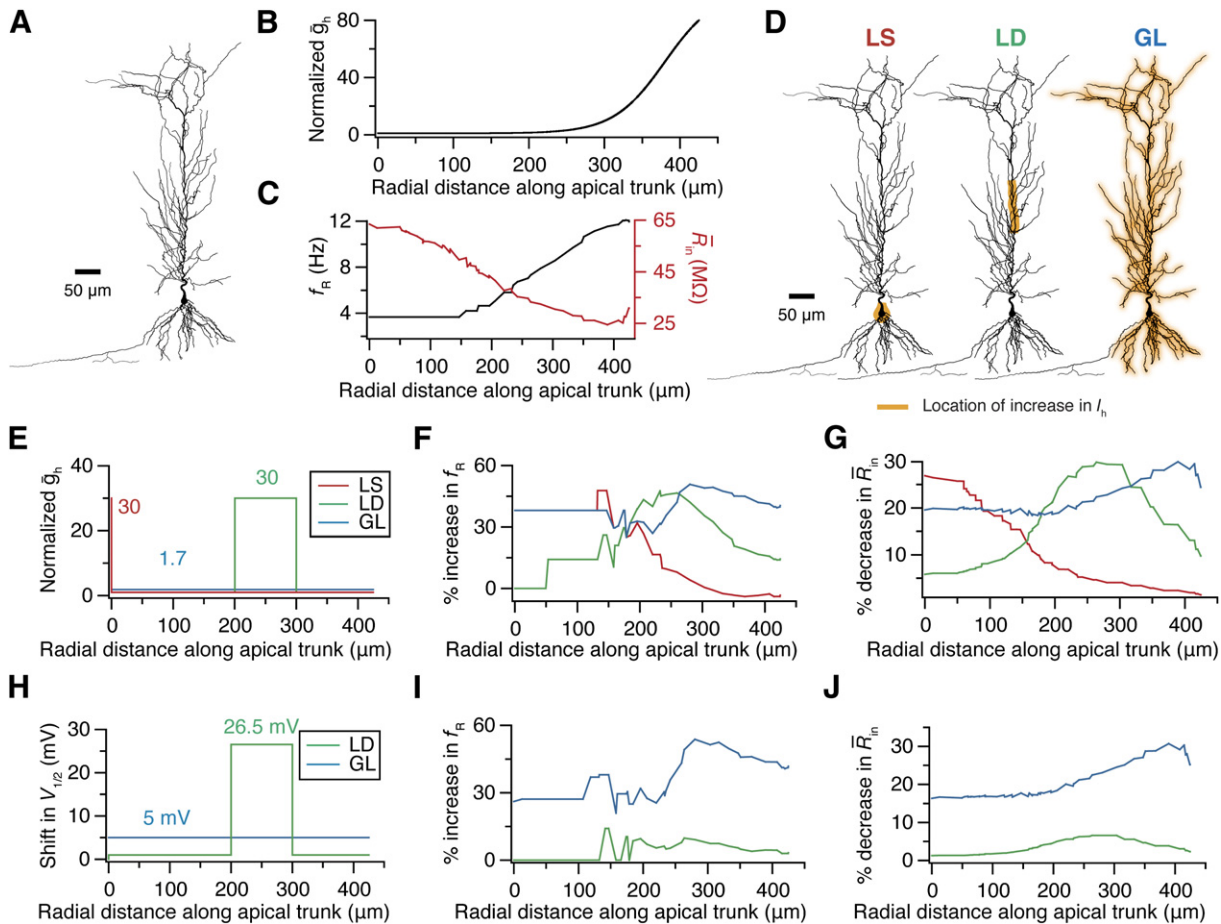 A
50 μm
B
Normalized ḡh
80
40
0
0 100 200 300 400
Radial distance along apical trunk (μm)
C
fR (Hz)
12
8
4
65
45
25
R̅in (MΩ)
0 100 200 300 400
Radial distance along apical trunk (μm)
D
LS LD GL
50 μm
Location of increase in Ih
E
Normalized ḡh
60
30
0
30
30
1.7
LS
LD
GL
0 100 200 300 400
Radial distance along apical trunk (μm)
F
% increase in fR
60
30
0
0 100 200 300 400
Radial distance along apical trunk (μm)
G
% decrease in R̅in
30
20
10
0 100 200 300 400
Radial distance along apical trunk (μm)
H
Shift in V1/2 (mV)
30
20
10
0
26.5 mV
5 mV
LD
GL
0 100 200 300 400
Radial distance along apical trunk (μm)
I
% increase in fR
60
30
0
0 100 200 300 400
Radial distance along apical trunk (μm)
J
% decrease in R̅in
30
20
10
0
0 100 200 300 400
Radial distance along apical trunk (μm)